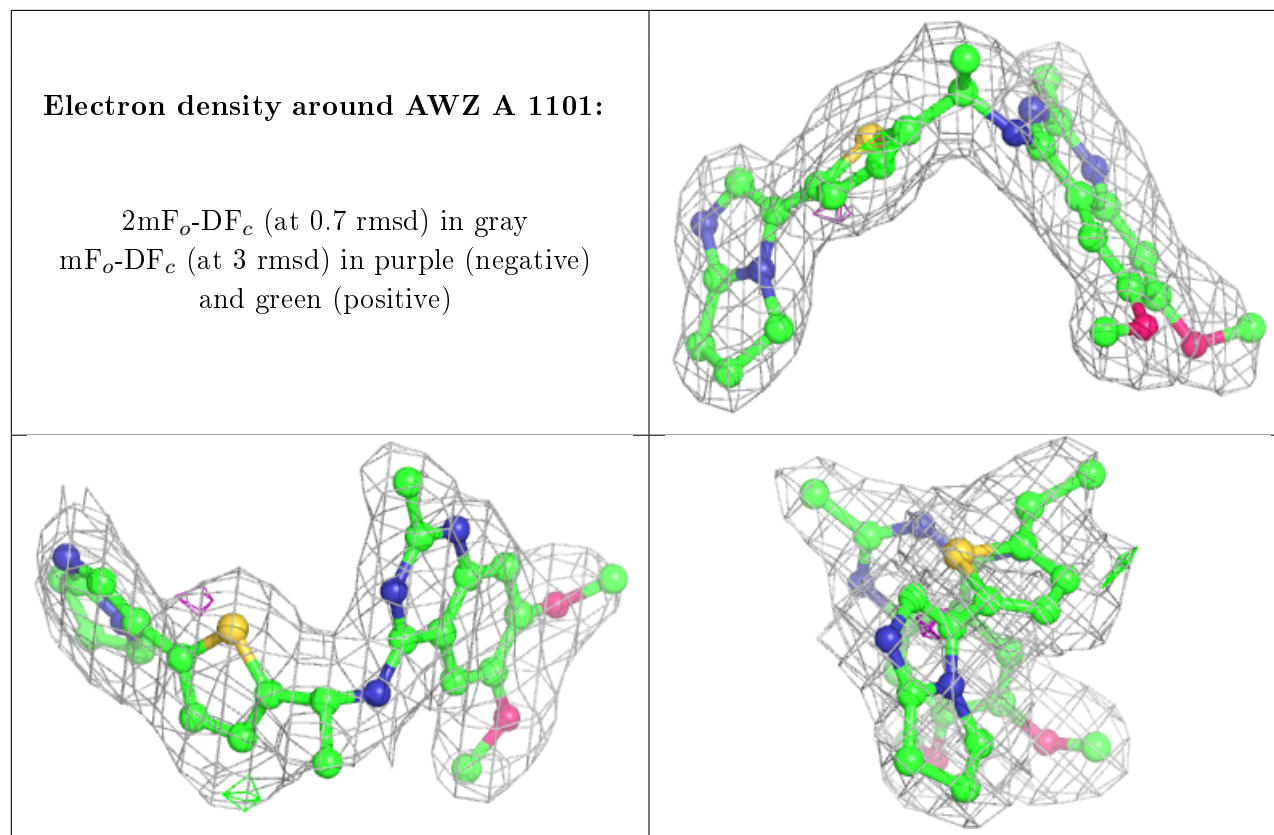 Electron density around AWZ A 1101:
2mFo-DFc (at 0.7 rmsd) in gray
mFo-DFc (at 3 rmsd) in purple (negative)
and green (positive)